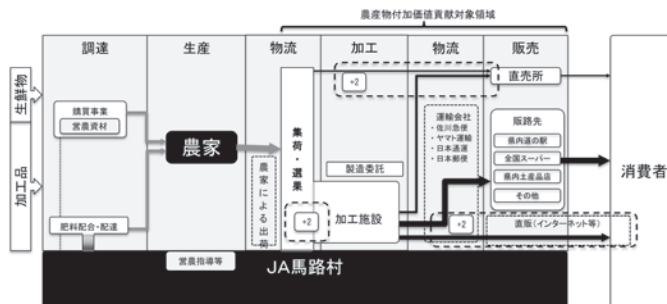 農産物付加価値貢献対象領域
調達
生産
物流
加工
物流
販売
生鮮物
加工品
購買事業
営農資材
肥料配合・配達
農家
営農指導等
集荷・選果
農家による出荷
+2
+2
製造委託
加工施設
JA馬路村
運輸会社
・佐川急便
・ヤマト運輸
・日本通運
・日本郵便
+2
直売所
販路先
県内道の駅
全国スーパー
県内土産品店
その他
直販(インターネット等)
消費者